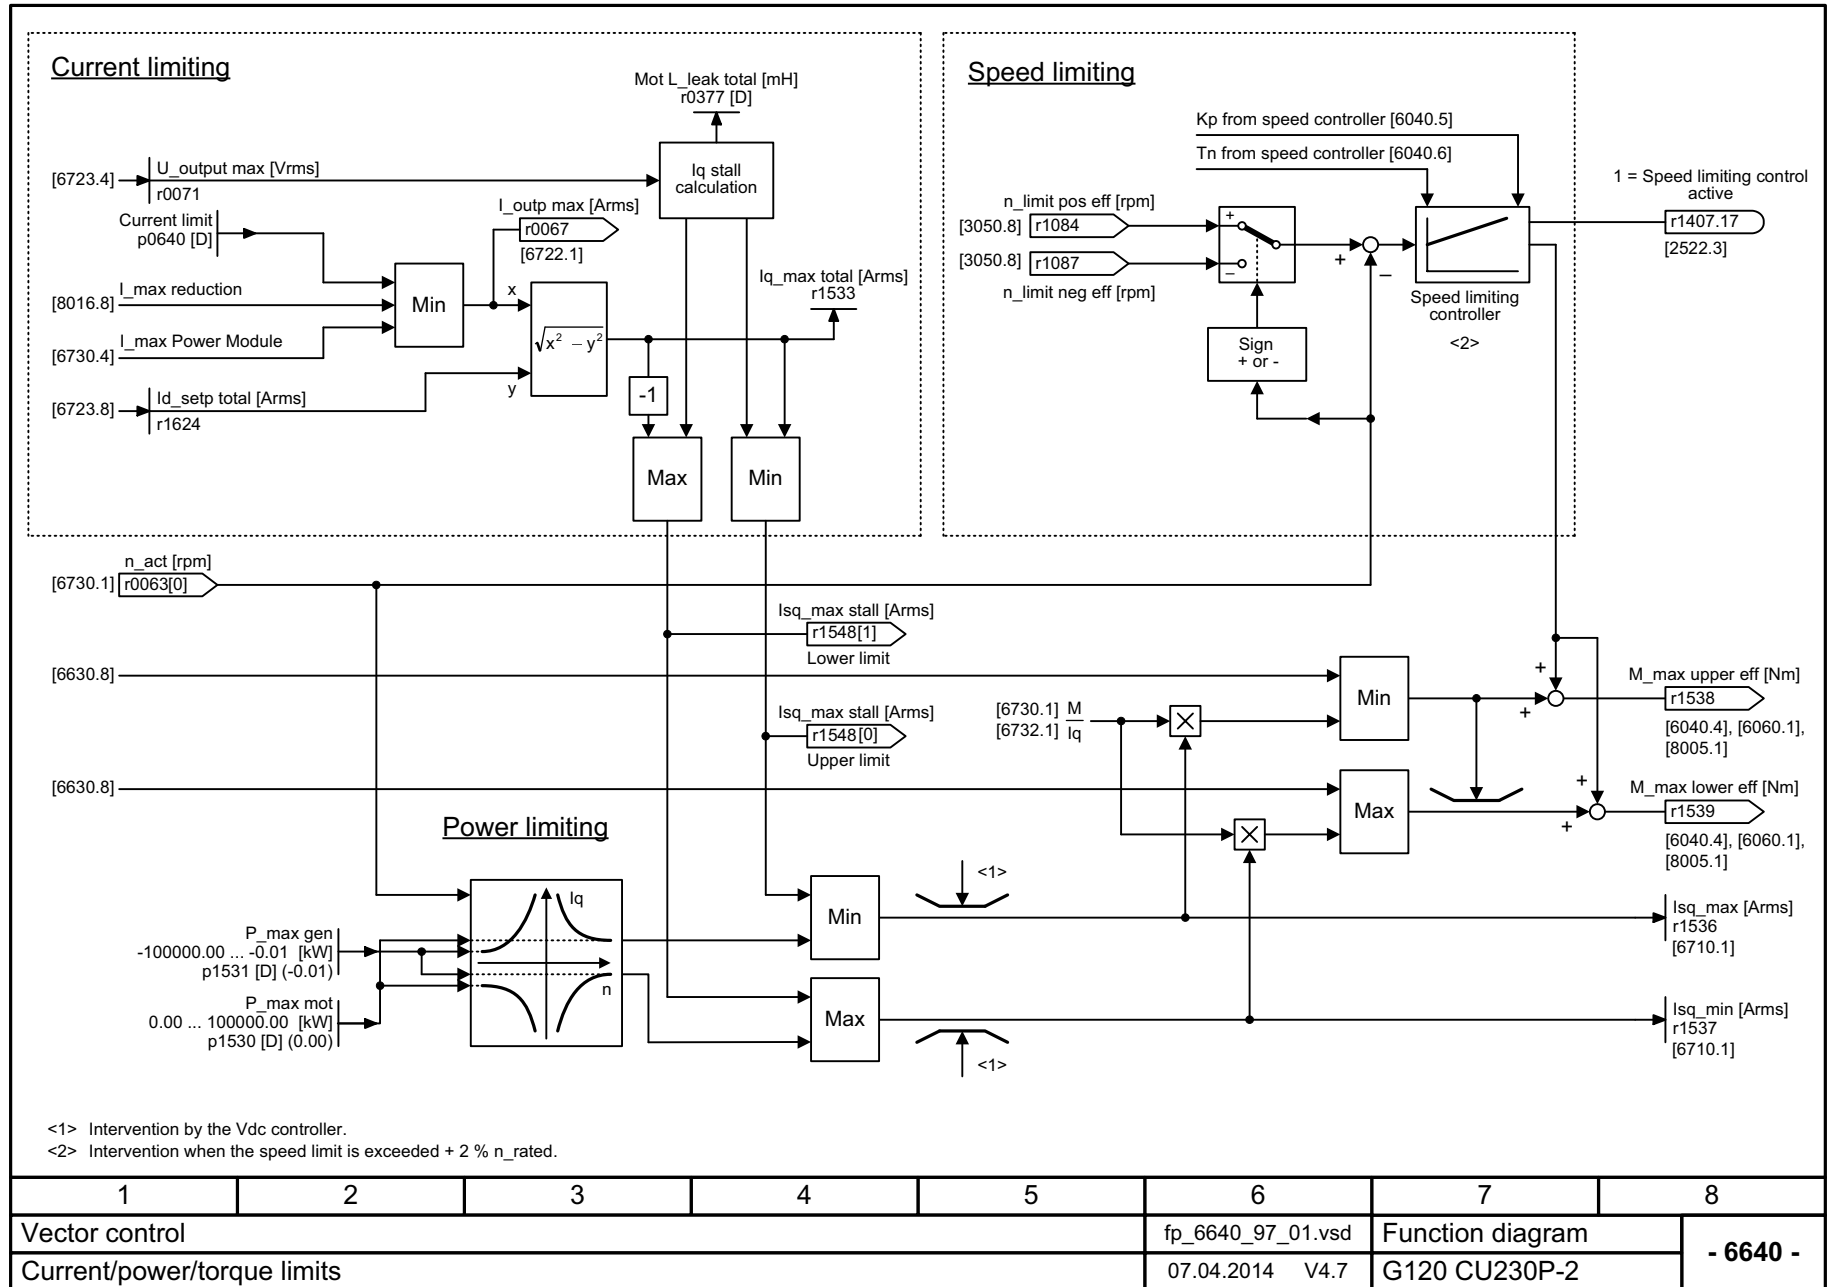 Current limiting
Mot L_leak total [mH]
r0377 [D]
[6723.4]
U_output max [Vrms]
r0071
Iq stall
calculation
Current limit
p0640 [D]
I_outp max [Arms]
r0067
[6722.1]
[8016.8]
I_max reduction
Min
x
Iq_max total [Arms]
r1533
[6730.4]
I_max Power Module
√x² – y²
y
[6723.8]
Id_setp total [Arms]
r1624
-1
Max
Min
Speed limiting
Kp from speed controller [6040.5]
Tn from speed controller [6040.6]
n_limit pos eff [rpm]
[3050.8]
r1084
[3050.8]
r1087
n_limit neg eff [rpm]
+
–
+
–
Sign
+ or -
Speed limiting
controller
<2>
1 = Speed limiting control
active
r1407.17
[2522.3]
n_act [rpm]
[6730.1]
r0063[0]
Isq_max stall [Arms]
r1548[1]
Lower limit
[6630.8]
Isq_max stall [Arms]
r1548[0]
Upper limit
[6730.1]
[6732.1]
M
Iq
Min
+
+
M_max upper eff [Nm]
r1538
[6040.4], [6060.1],
[8005.1]
[6630.8]
Max
+
+
M_max lower eff [Nm]
r1539
[6040.4], [6060.1],
[8005.1]
Power limiting
Iq
n
P_max gen
-100000.00 ... -0.01 [kW]
p1531 [D] (-0.01)
P_max mot
0.00 ... 100000.00 [kW]
p1530 [D] (0.00)
Min
<1>
Isq_max [Arms]
r1536
[6710.1]
Max
<1>
Isq_min [Arms]
r1537
[6710.1]
<1> Intervention by the Vdc controller.
<2> Intervention when the speed limit is exceeded + 2 % n_rated.
1 2 3 4 5 6 7 8
Vector control
fp_6640_97_01.vsd
Function diagram
- 6640 -
Current/power/torque limits
07.04.2014 V4.7
G120 CU230P-2